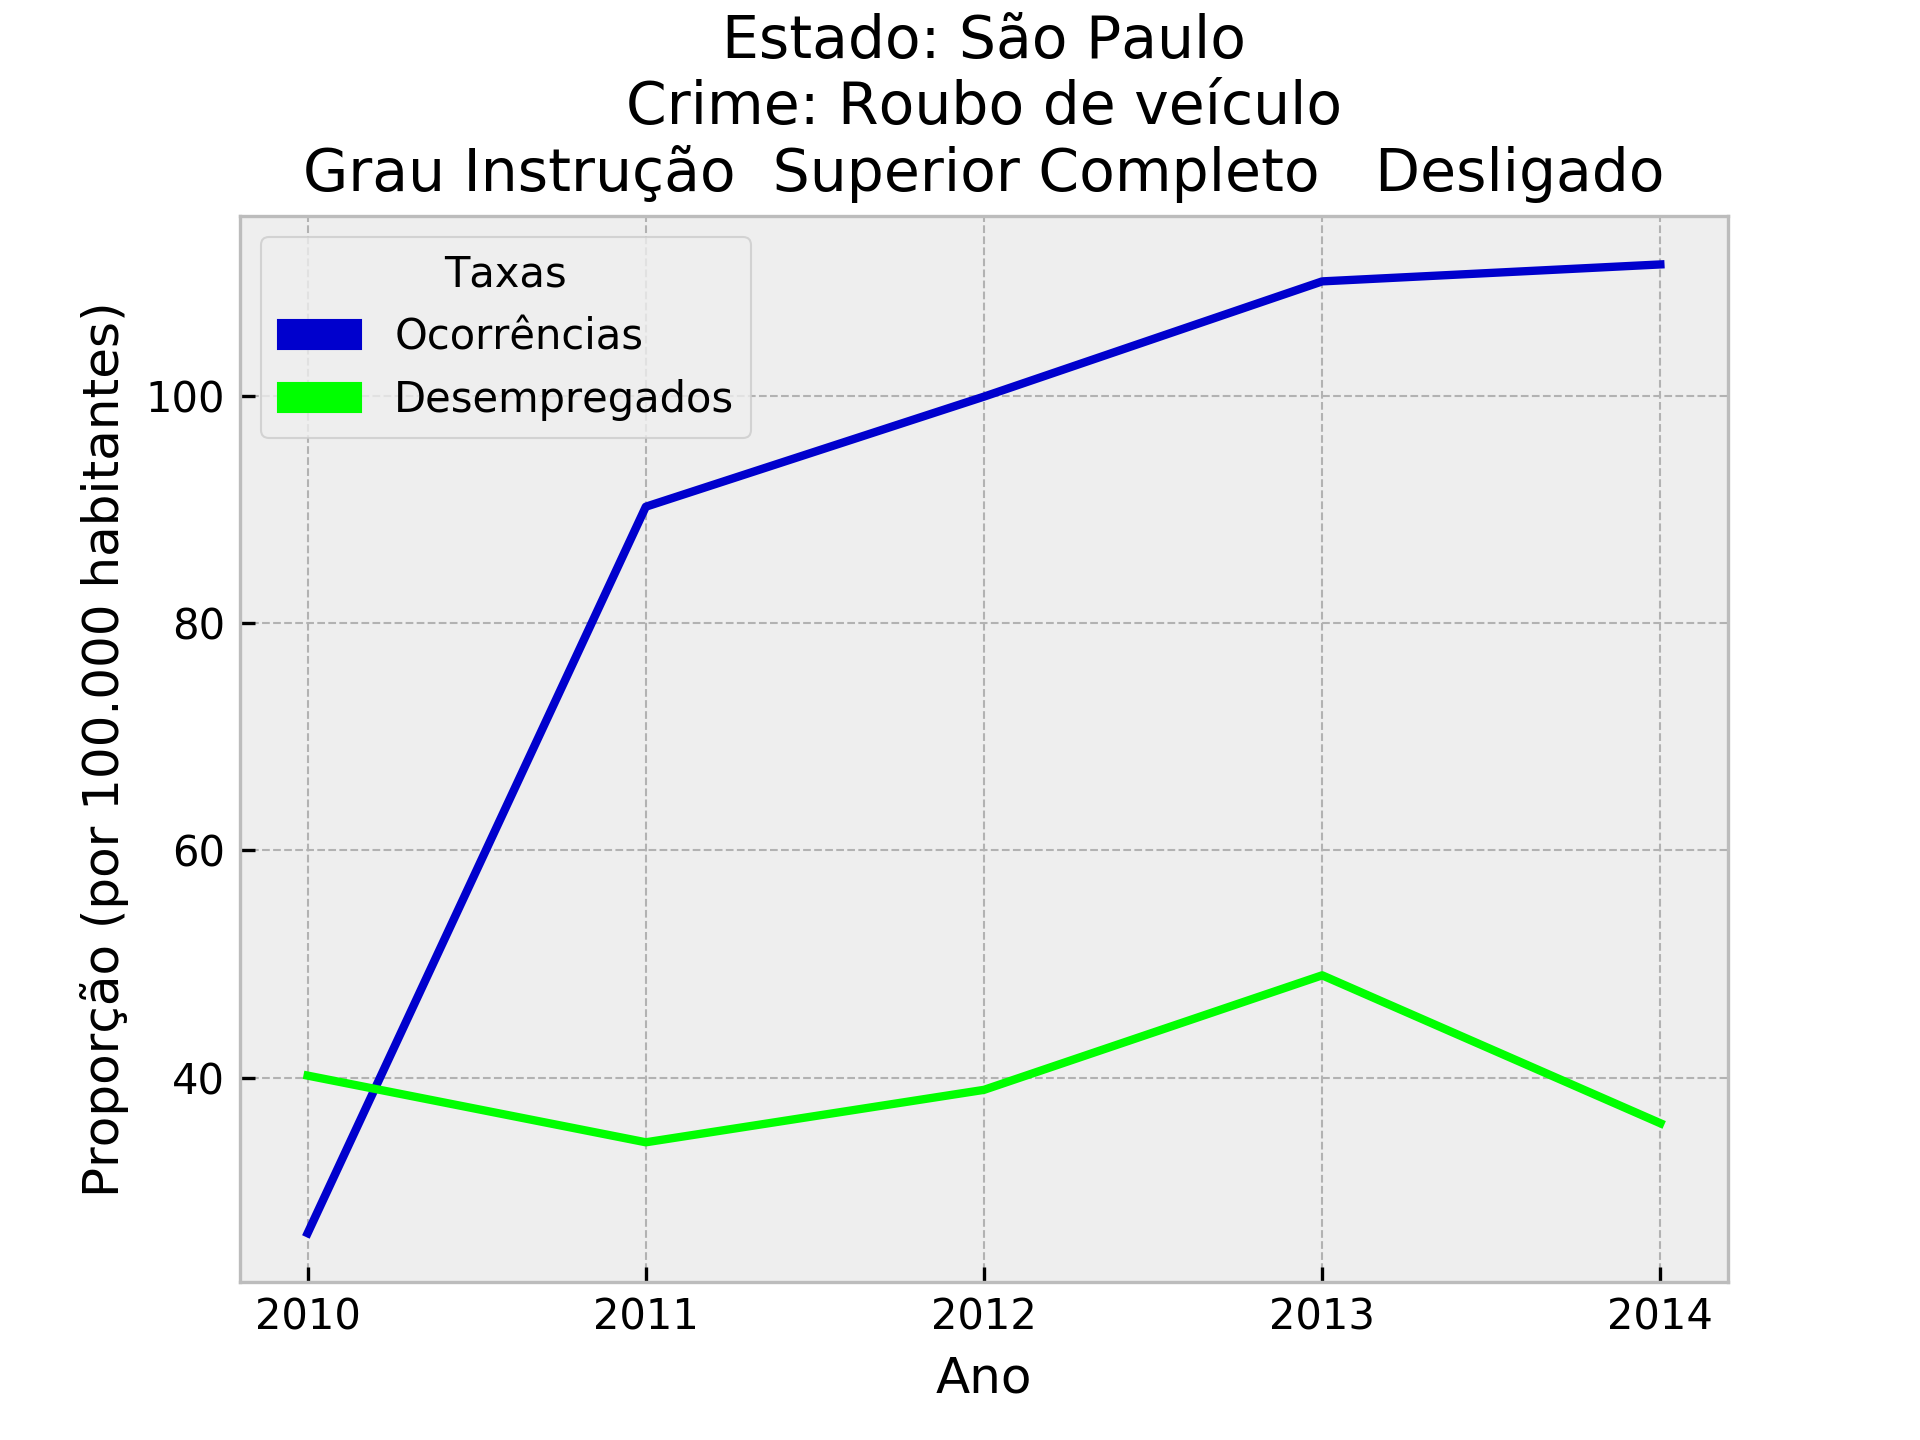 Estado: São Paulo
Crime: Roubo de veículo
Grau Instrução  Superior Completo   Desligado
Taxas
Ocorrências
Desempregados
Proporção (por 100.000 habitantes)
100
80
60
40
2010 2011 2012 2013 2014
Ano